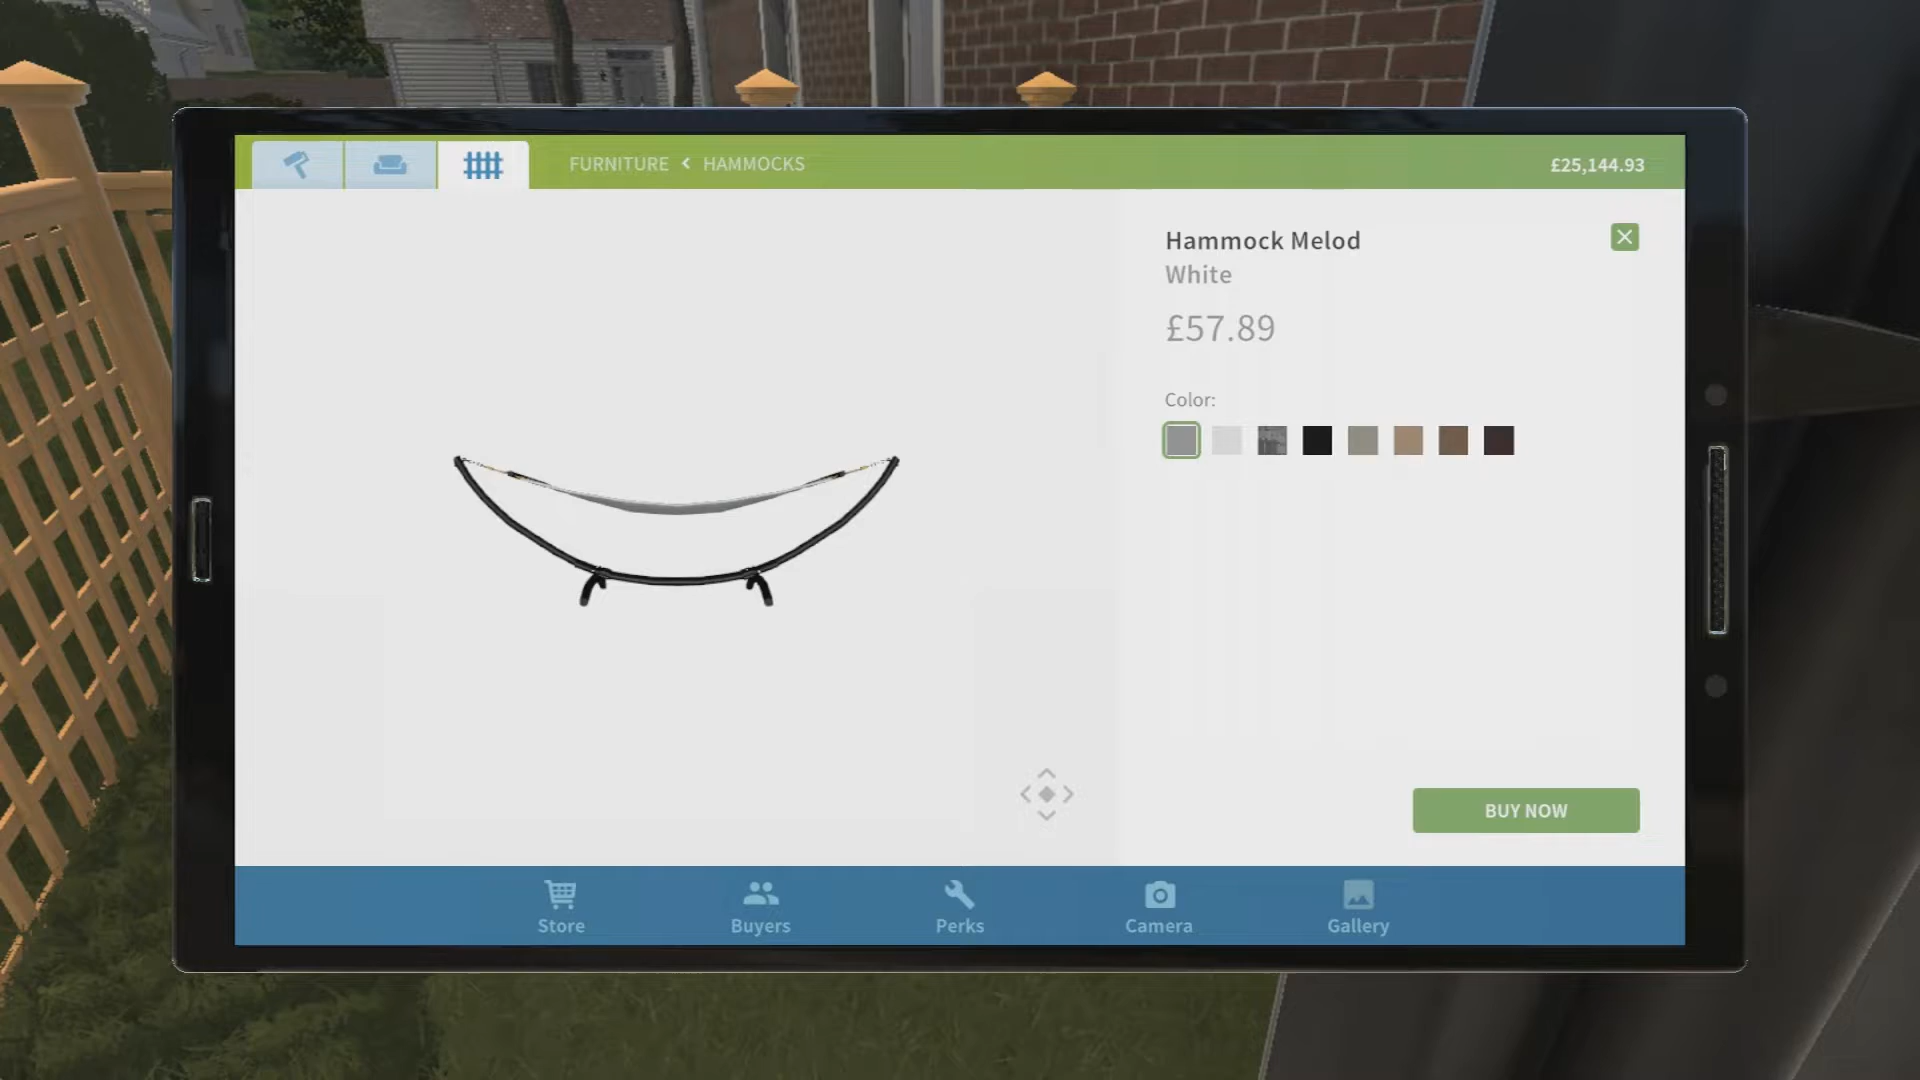 FURNITURE < HAMMOCKS
£25,144.93
Hammock Melod
White
£57.89
Color:
BUY NOW
Store
Buyers
Perks
Camera
Gallery